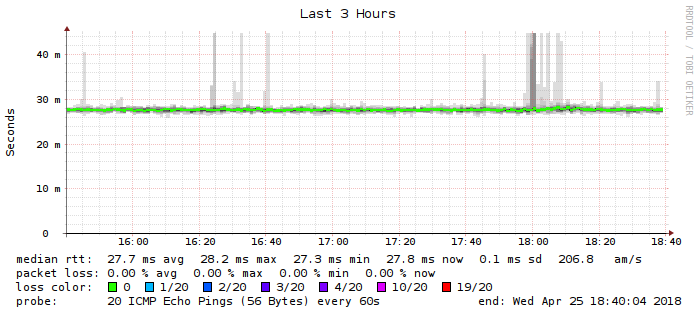 Last 3 Hours
RRDTOOL / TOBI OETIKER
Seconds
40 m
30 m
20 m
10 m
0
16:00 16:20 16:40 17:00 17:20 17:40 18:00 18:20 18:40
median rtt: 27.7 ms avg 28.2 ms max 27.3 ms min 27.8 ms now 0.1 ms sd 206.8 am/s
packet loss: 0.00 % avg 0.00 % max 0.00 % min 0.00 % now
loss color: 0 1/20 2/20 3/20 4/20 10/20 19/20
probe: 20 ICMP Echo Pings (56 Bytes) every 60s end: Wed Apr 25 18:40:04 2018